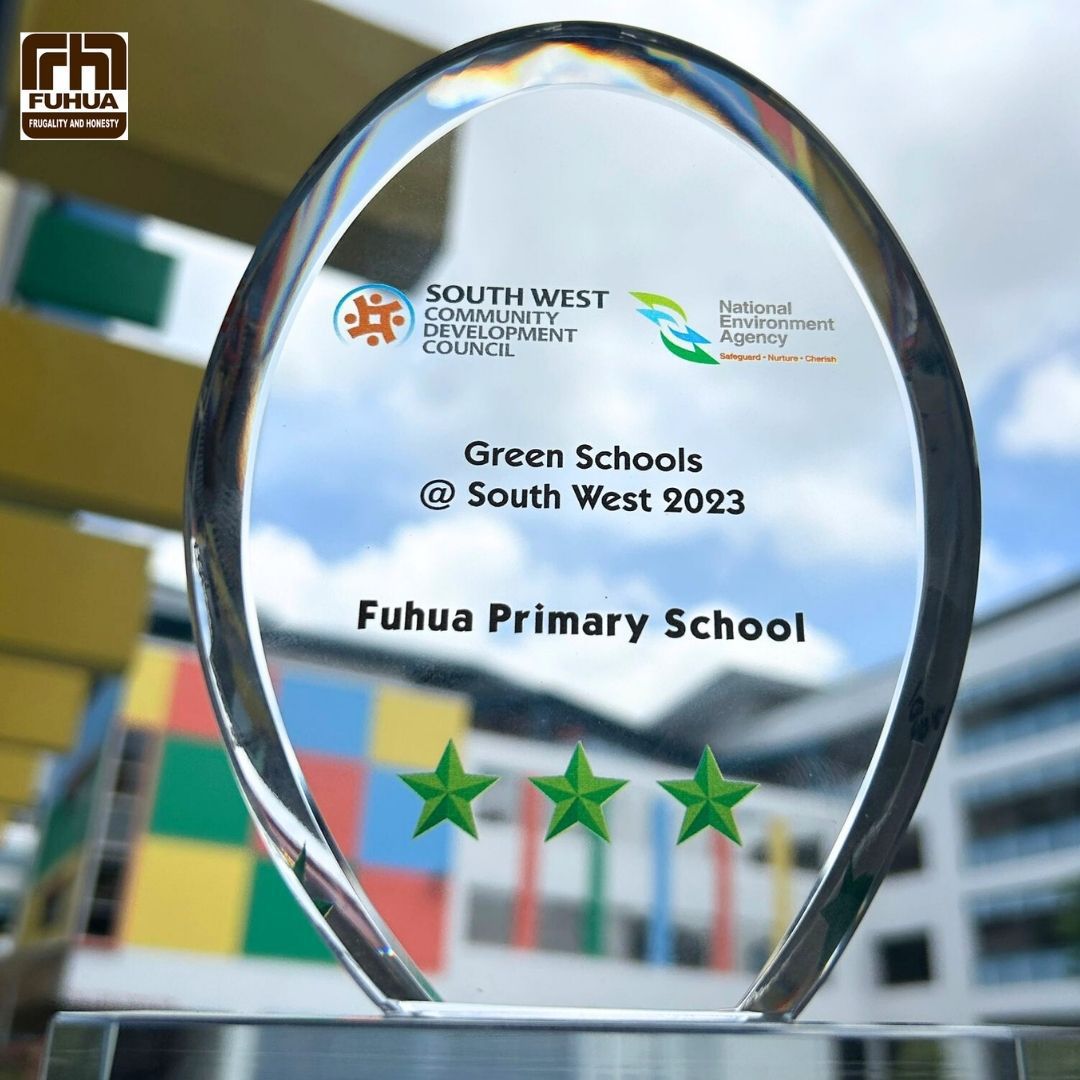 FUHUA
FRUGALITY AND HONESTY
SOUTH WEST
COMMUNITY
DEVELOPMENT
COUNCIL
National
Environment
Agency
Safeguard • Nurture • Cherish
Green Schools
@ South West 2023
Fuhua Primary School